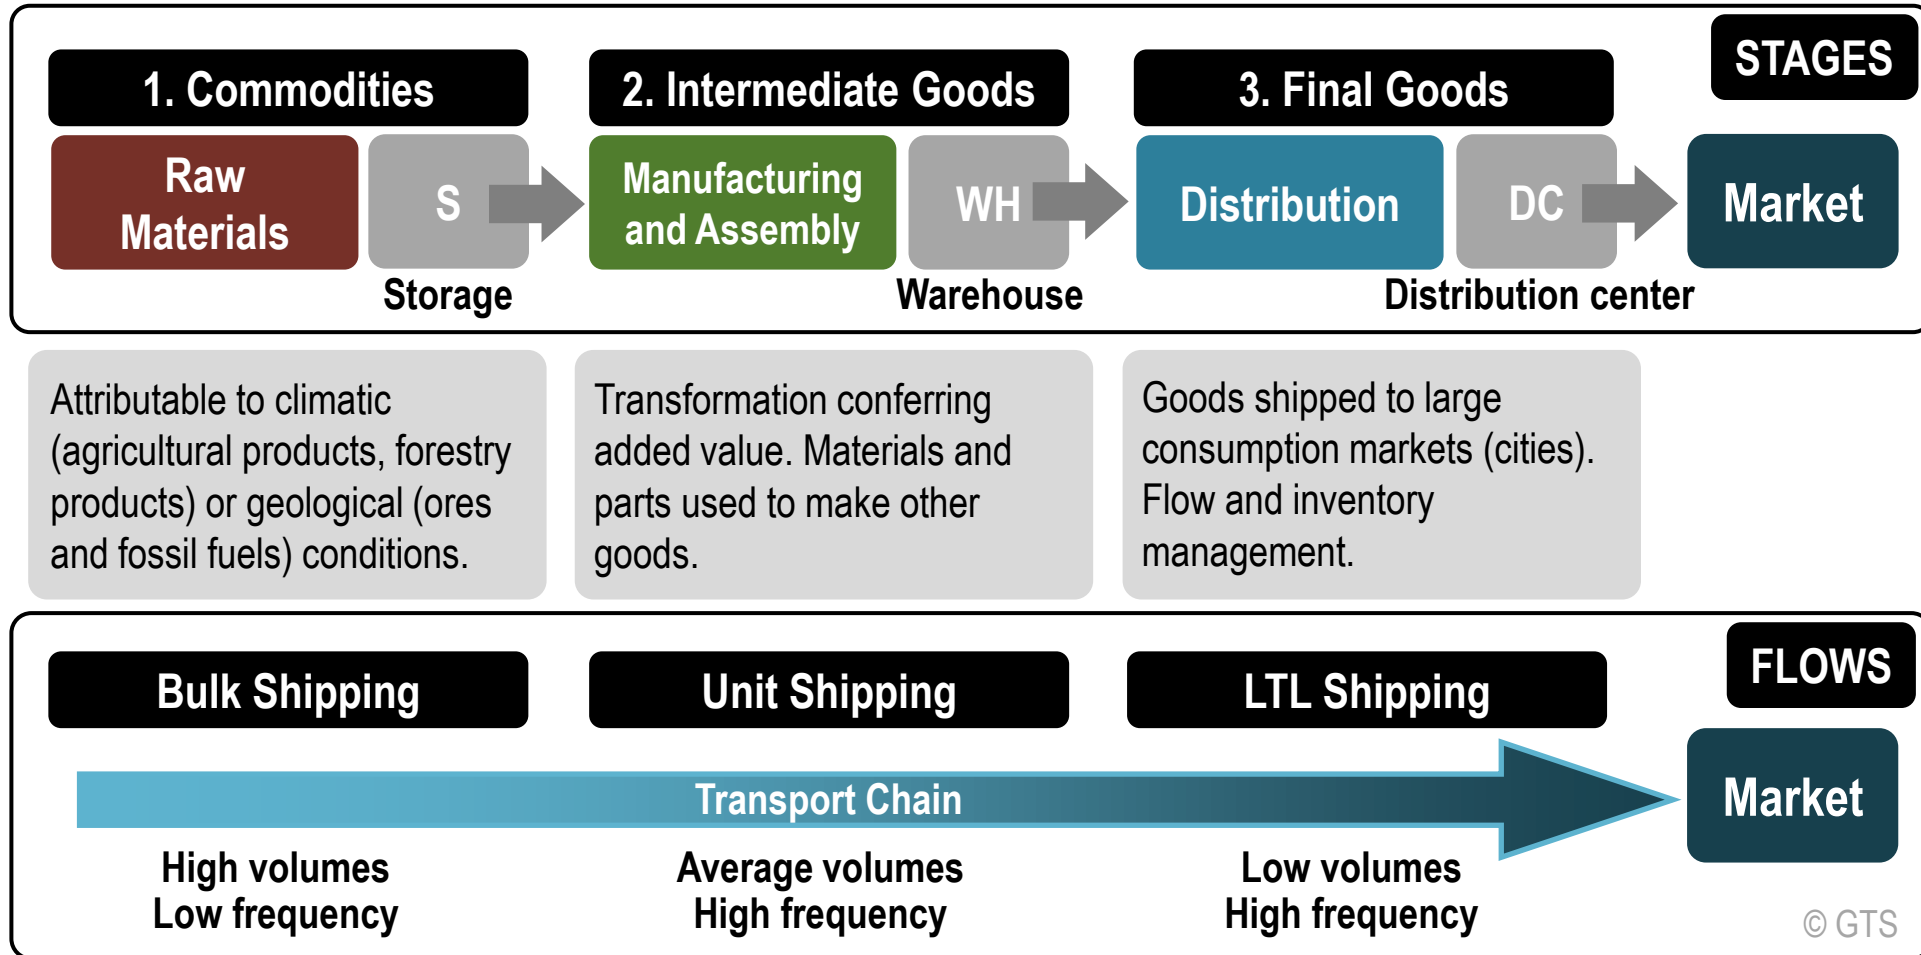 STAGES
1. Commodities
2. Intermediate Goods
3. Final Goods
Raw
Materials
S
Manufacturing
and Assembly
WH
Distribution
DC
Market
Storage
Warehouse
Distribution center
Attributable to climatic
(agricultural products, forestry
products) or geological (ores
and fossil fuels) conditions.
Transformation conferring
added value. Materials and
parts used to make other
goods.
Goods shipped to large
consumption markets (cities).
Flow and inventory
management.
FLOWS
Bulk Shipping
Unit Shipping
LTL Shipping
Transport Chain
Market
High volumes
Low frequency
Average volumes
High frequency
Low volumes
High frequency
© GTS